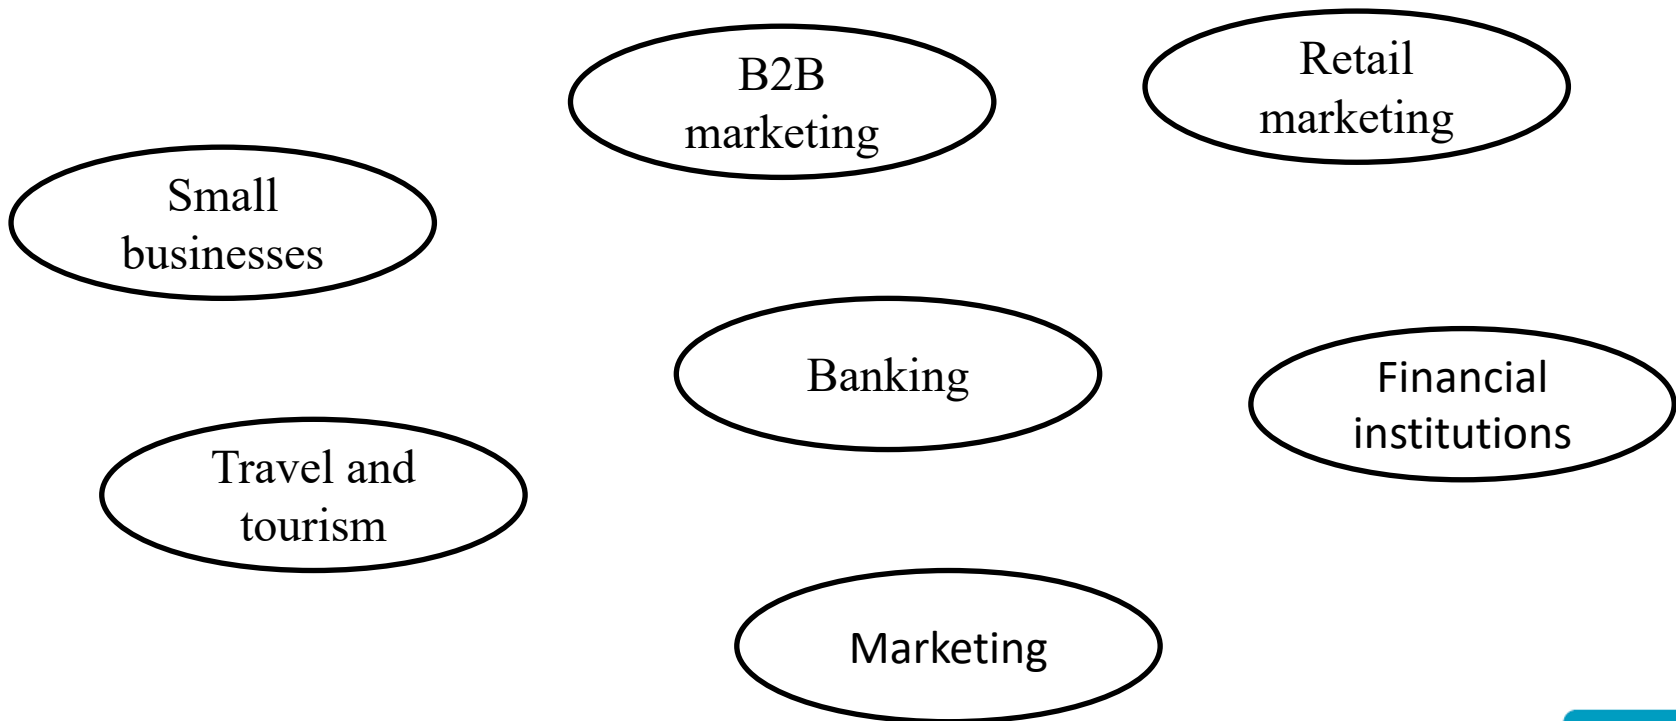 B2B
marketing
Retail
marketing
Small
businesses
Banking
Financial
institutions
Travel and
tourism
Marketing